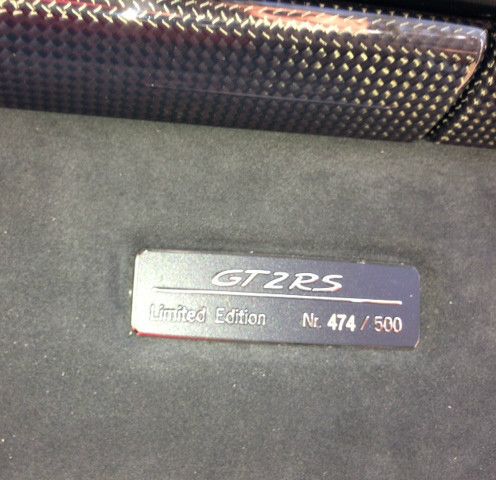 GT2RS
Limited Edition Nr. 474 / 500